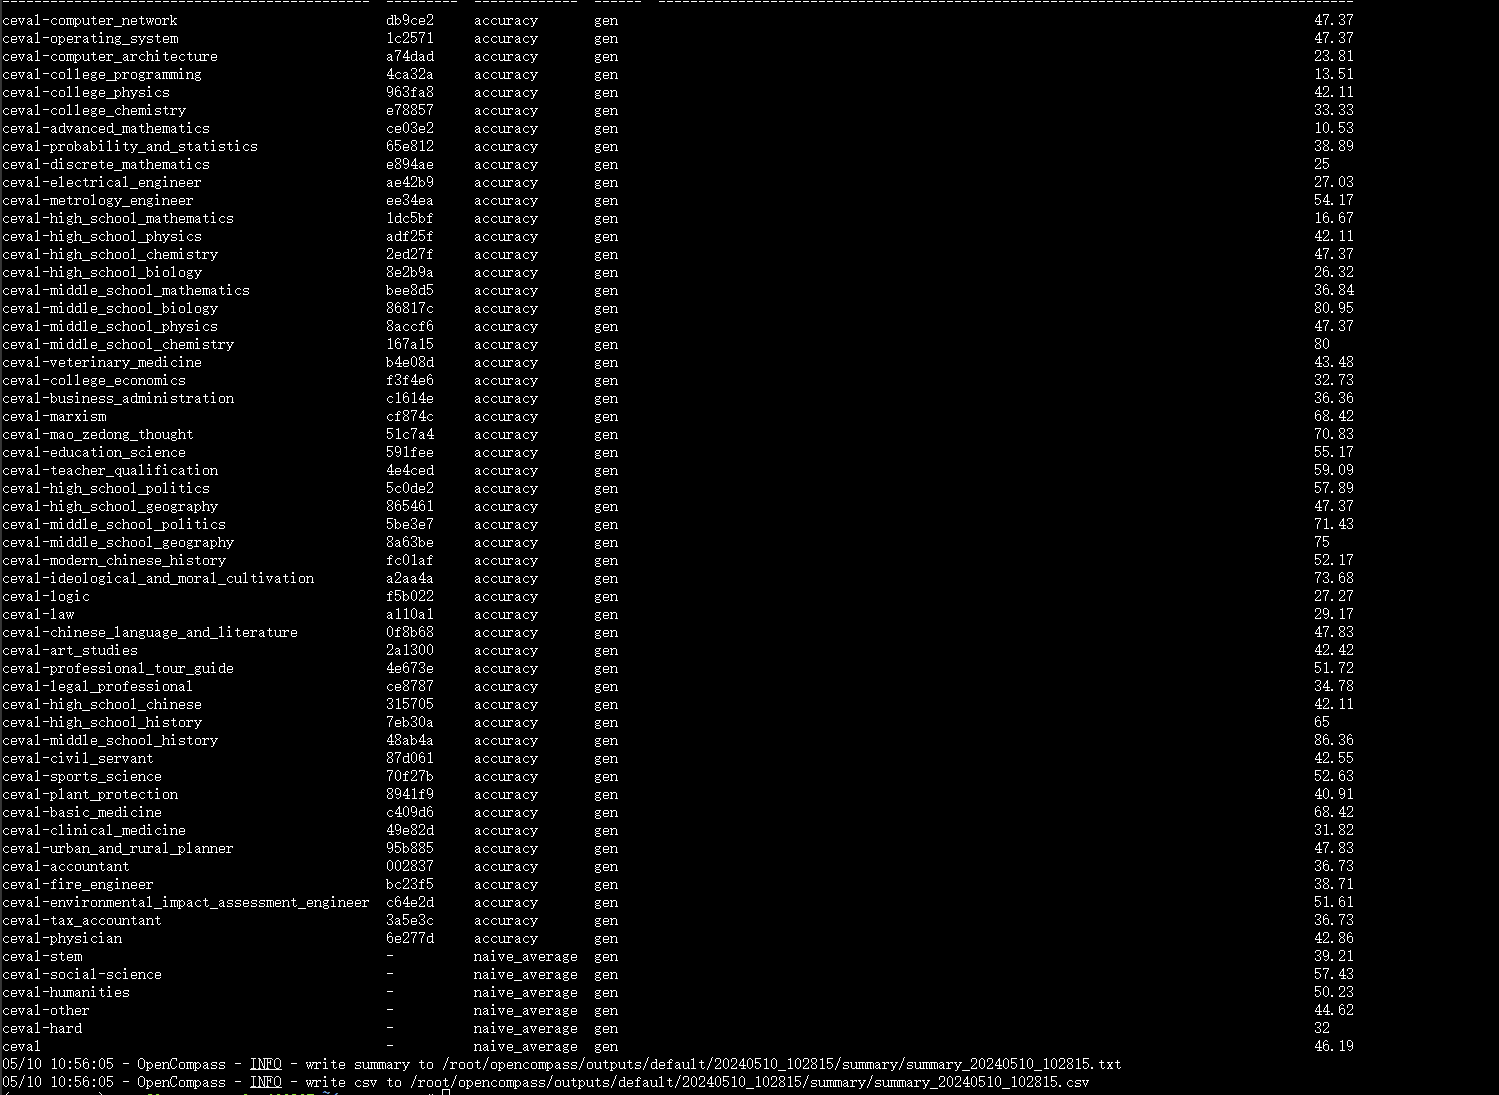 ceval-computer_network db9ce2 accuracy gen 47.37
ceval-operating_system 1c2571 accuracy gen 47.37
ceval-computer_architecture a74dad accuracy gen 23.81
ceval-college_programming 4ca32a accuracy gen 13.51
ceval-college_physics 963fa8 accuracy gen 42.11
ceval-college_chemistry e78857 accuracy gen 33.33
ceval-advanced_mathematics ce03e2 accuracy gen 10.53
ceval-probability_and_statistics 65e812 accuracy gen 38.89
ceval-discrete_mathematics e894ae accuracy gen 25
ceval-electrical_engineer ae42b9 accuracy gen 27.03
ceval-metrology_engineer ee34ea accuracy gen 54.17
ceval-high_school_mathematics 1dc5bf accuracy gen 16.67
ceval-high_school_physics adf25f accuracy gen 42.11
ceval-high_school_chemistry 2ed27f accuracy gen 47.37
ceval-high_school_biology 8e2b9a accuracy gen 26.32
ceval-middle_school_mathematics bee8d5 accuracy gen 36.84
ceval-middle_school_biology 86817c accuracy gen 80.95
ceval-middle_school_physics 8accf6 accuracy gen 47.37
ceval-middle_school_chemistry 167a15 accuracy gen 80
ceval-veterinary_medicine b4e08d accuracy gen 43.48
ceval-college_economics f3f4e6 accuracy gen 32.73
ceval-business_administration c1614e accuracy gen 36.36
ceval-marxism cf874c accuracy gen 68.42
ceval-mao_zedong_thought 51c7a4 accuracy gen 70.83
ceval-education_science 591fee accuracy gen 55.17
ceval-teacher_qualification 4e4ced accuracy gen 59.09
ceval-high_school_politics 5c0de2 accuracy gen 57.89
ceval-high_school_geography 865461 accuracy gen 47.37
ceval-middle_school_politics 5be3e7 accuracy gen 71.43
ceval-middle_school_geography 8a63be accuracy gen 75
ceval-modern_chinese_history fc01af accuracy gen 52.17
ceval-ideological_and_moral_cultivation a2aa4a accuracy gen 73.68
ceval-logic f5b022 accuracy gen 27.27
ceval-law a110a1 accuracy gen 29.17
ceval-chinese_language_and_literature 0f8b68 accuracy gen 47.83
ceval-art_studies 2a1300 accuracy gen 42.42
ceval-professional_tour_guide 4e673e accuracy gen 51.72
ceval-legal_professional ce8787 accuracy gen 34.78
ceval-high_school_chinese 315705 accuracy gen 42.11
ceval-high_school_history 7eb30a accuracy gen 65
ceval-middle_school_history 48ab4a accuracy gen 86.36
ceval-civil_servant 87d061 accuracy gen 42.55
ceval-sports_science 70f27b accuracy gen 52.63
ceval-plant_protection 8941f9 accuracy gen 40.91
ceval-basic_medicine c409d6 accuracy gen 68.42
ceval-clinical_medicine 49e82d accuracy gen 31.82
ceval-urban_and_rural_planner 95b885 accuracy gen 47.83
ceval-accountant 002837 accuracy gen 36.73
ceval-fire_engineer bc23f5 accuracy gen 38.71
ceval-environmental_impact_assessment_engineer c64e2d accuracy gen 51.61
ceval-tax_accountant 3a5e3c accuracy gen 36.73
ceval-physician 6e277d accuracy gen 42.86
ceval-stem - naive_average gen 39.21
ceval-social-science - naive_average gen 57.43
ceval-humanities - naive_average gen 50.23
ceval-other - naive_average gen 44.62
ceval-hard - naive_average gen 32
ceval - naive_average gen 46.19
05/10 10:56:05 - OpenCompass - INFO - write summary to /root/opencompass/outputs/default/20240510_102815/summary/summary_20240510_102815.txt
05/10 10:56:05 - OpenCompass - INFO - write csv to /root/opencompass/outputs/default/20240510_102815/summary/summary_20240510_102815.csv